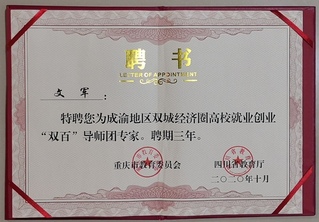 聘书
LETTER OF APPOINTMENT
文军：
特聘您为成渝地区双城经济圈高校就业创业
“双百”导师团专家。聘期三年。
重庆市教育委员会 四川省教育厅
二〇二〇年十月